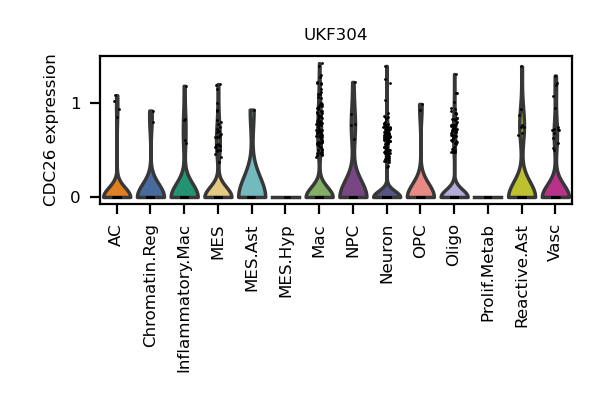 UKF304
CDC26 expression
1
0
AC
Chromatin.Reg
Inflammatory.Mac
MES
MES.Ast
MES.Hyp
Mac
NPC
Neuron
OPC
Oligo
Prolif.Metab
Reactive.Ast
Vasc